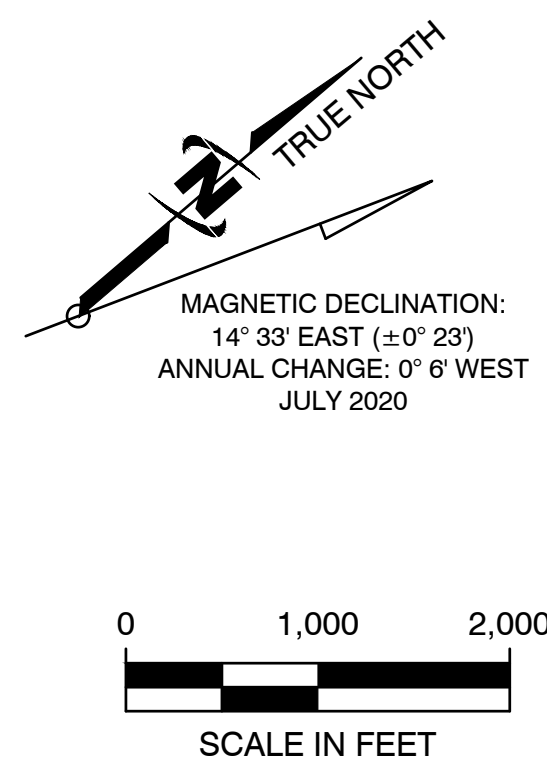 TRUE NORTH
N
MAGNETIC DECLINATION:
14° 33' EAST (±0° 23')
ANNUAL CHANGE: 0° 6' WEST
JULY 2020
0 1,000 2,000
SCALE IN FEET